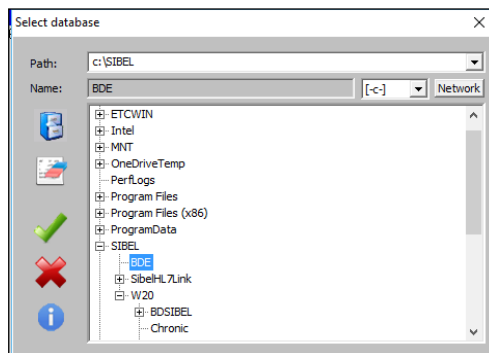 Select database
Path:
c:\SIBEL
Name:
BDE
[-c-]
Network
ETCWIN
Intel
MNT
OneDriveTemp
PerfLogs
Program Files
Program Files (x86)
ProgramData
SIBEL
BDE
SibelHL7Link
W20
BDSIBEL
Chronic